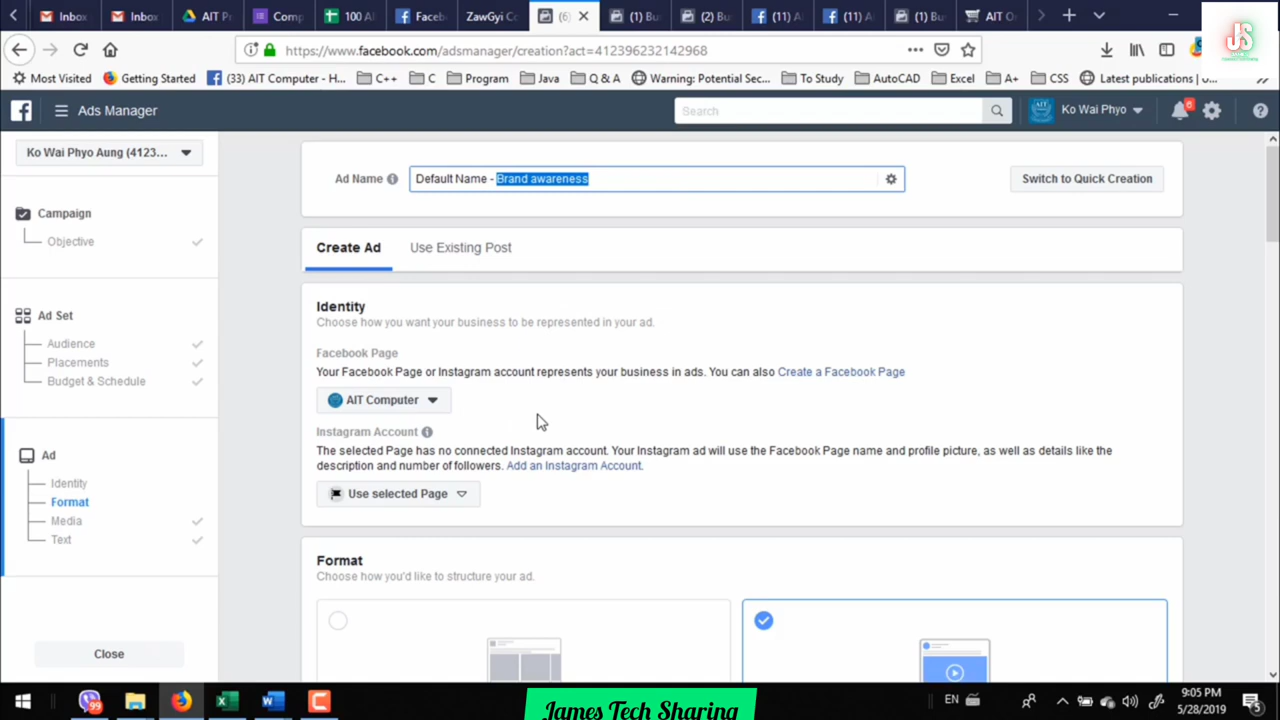 Inbox
Inbox
AIT P
Comp
100 A
Faceb
ZawGyi Co
(6)
(1) Bu
(2) Bu
(11) A
(11) A
(1) Bu
AIT O
JS
https://www.facebook.com/adsmanager/creation?act=412396232142968
Most Visited
Getting Started
(33) AIT Computer - H...
C++
C
Program
Java
Q & A
Warning: Potential Sec...
To Study
AutoCAD
Excel
A+
CSS
Latest publications | o...
Ads Manager
Search
Ko Wai Phyo
Ko Wai Phyo Aung (4123...
Ad Name
Default Name - Brand awareness
Switch to Quick Creation
Campaign
Objective
Create Ad
Use Existing Post
Identity
Choose how you want your business to be represented in your ad.
Ad Set
Audience
Placements
Budget & Schedule
Facebook Page
Your Facebook Page or Instagram account represents your business in ads. You can also Create a Facebook Page
AIT Computer
Instagram Account
The selected Page has no connected Instagram account. Your Instagram ad will use the Facebook Page name and profile picture, as well as details like the
description and number of followers. Add an Instagram Account.
Use selected Page
Ad
Identity
Format
Media
Text
Format
Choose how you'd like to structure your ad.
Close
99
EN
9:05 PM
5/28/2019
5
James Tech Sharing